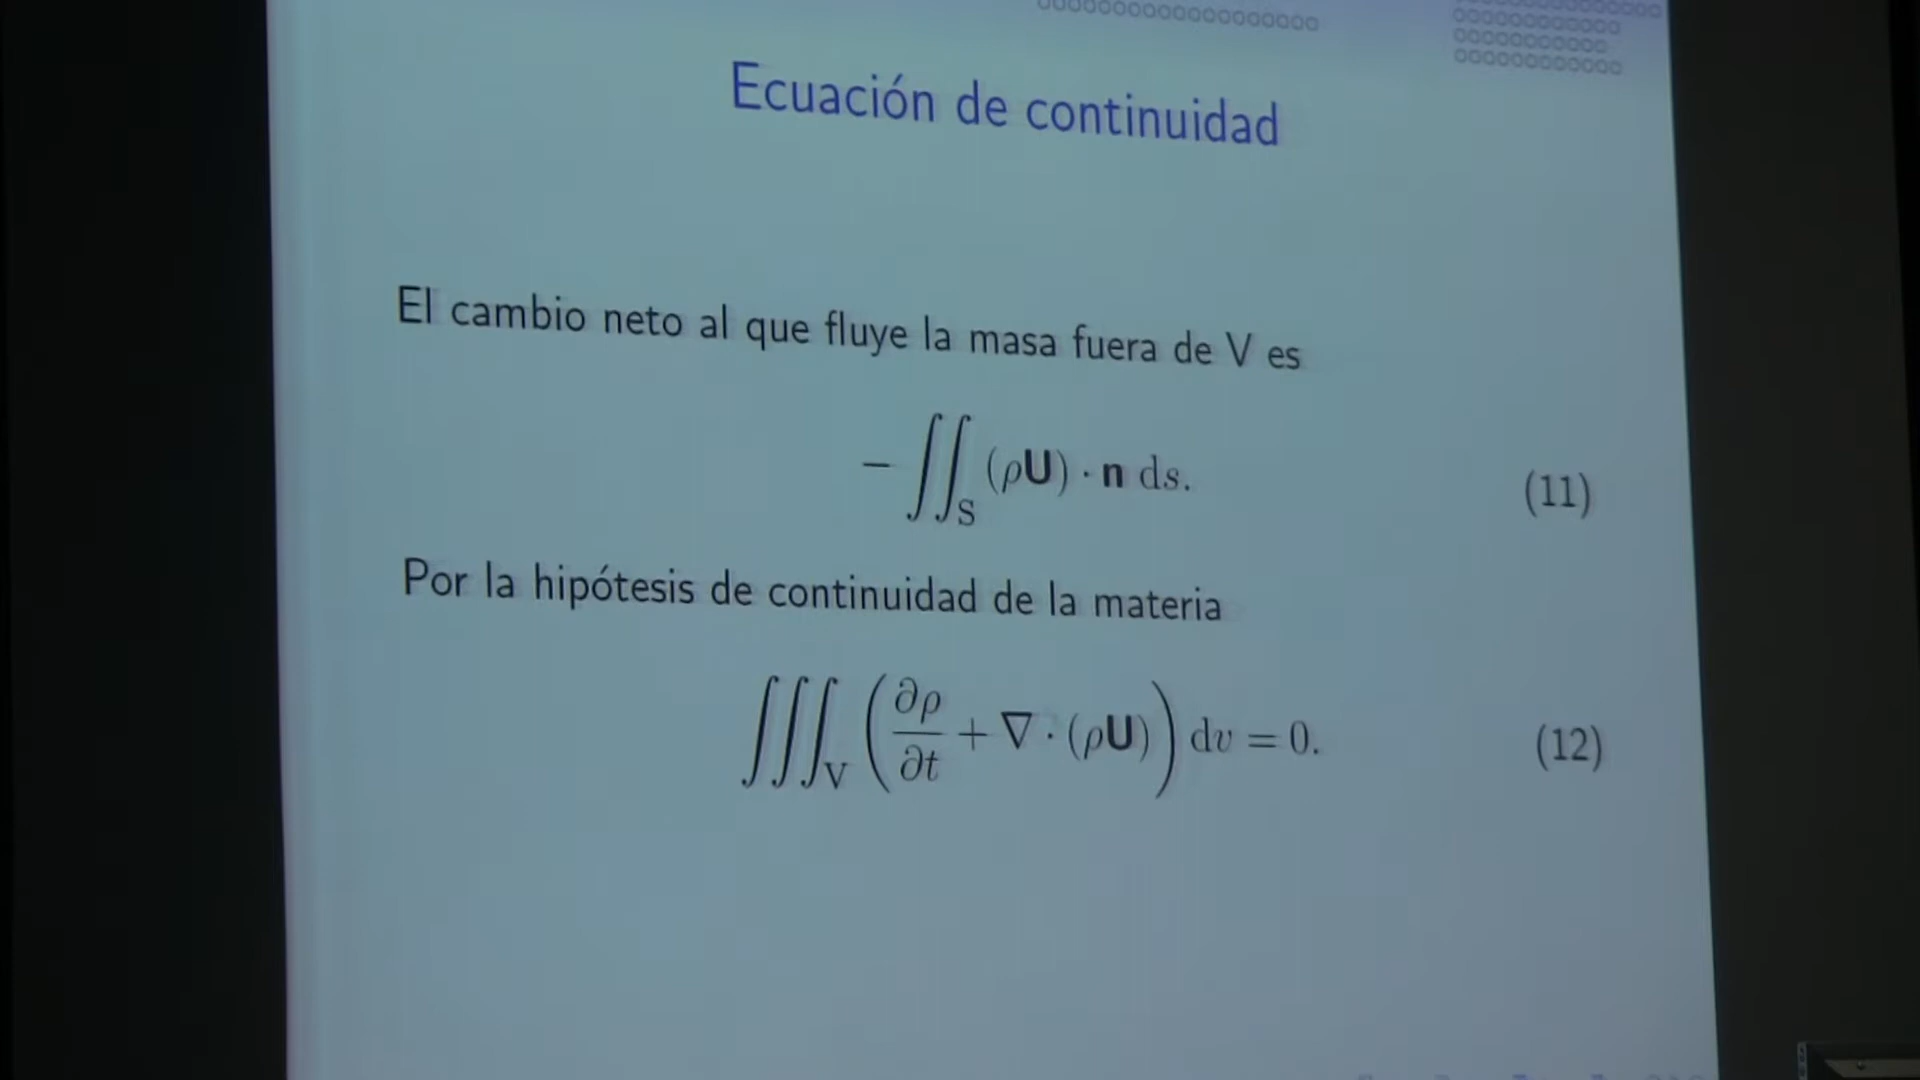 Ecuación de continuidad
El cambio neto al que fluye la masa fuera de V es
− ∬_S (ρU) · n ds. (11)
Por la hipótesis de continuidad de la materia
∭_V (∂ρ/∂t + ∇ · (ρU)) dv = 0. (12)